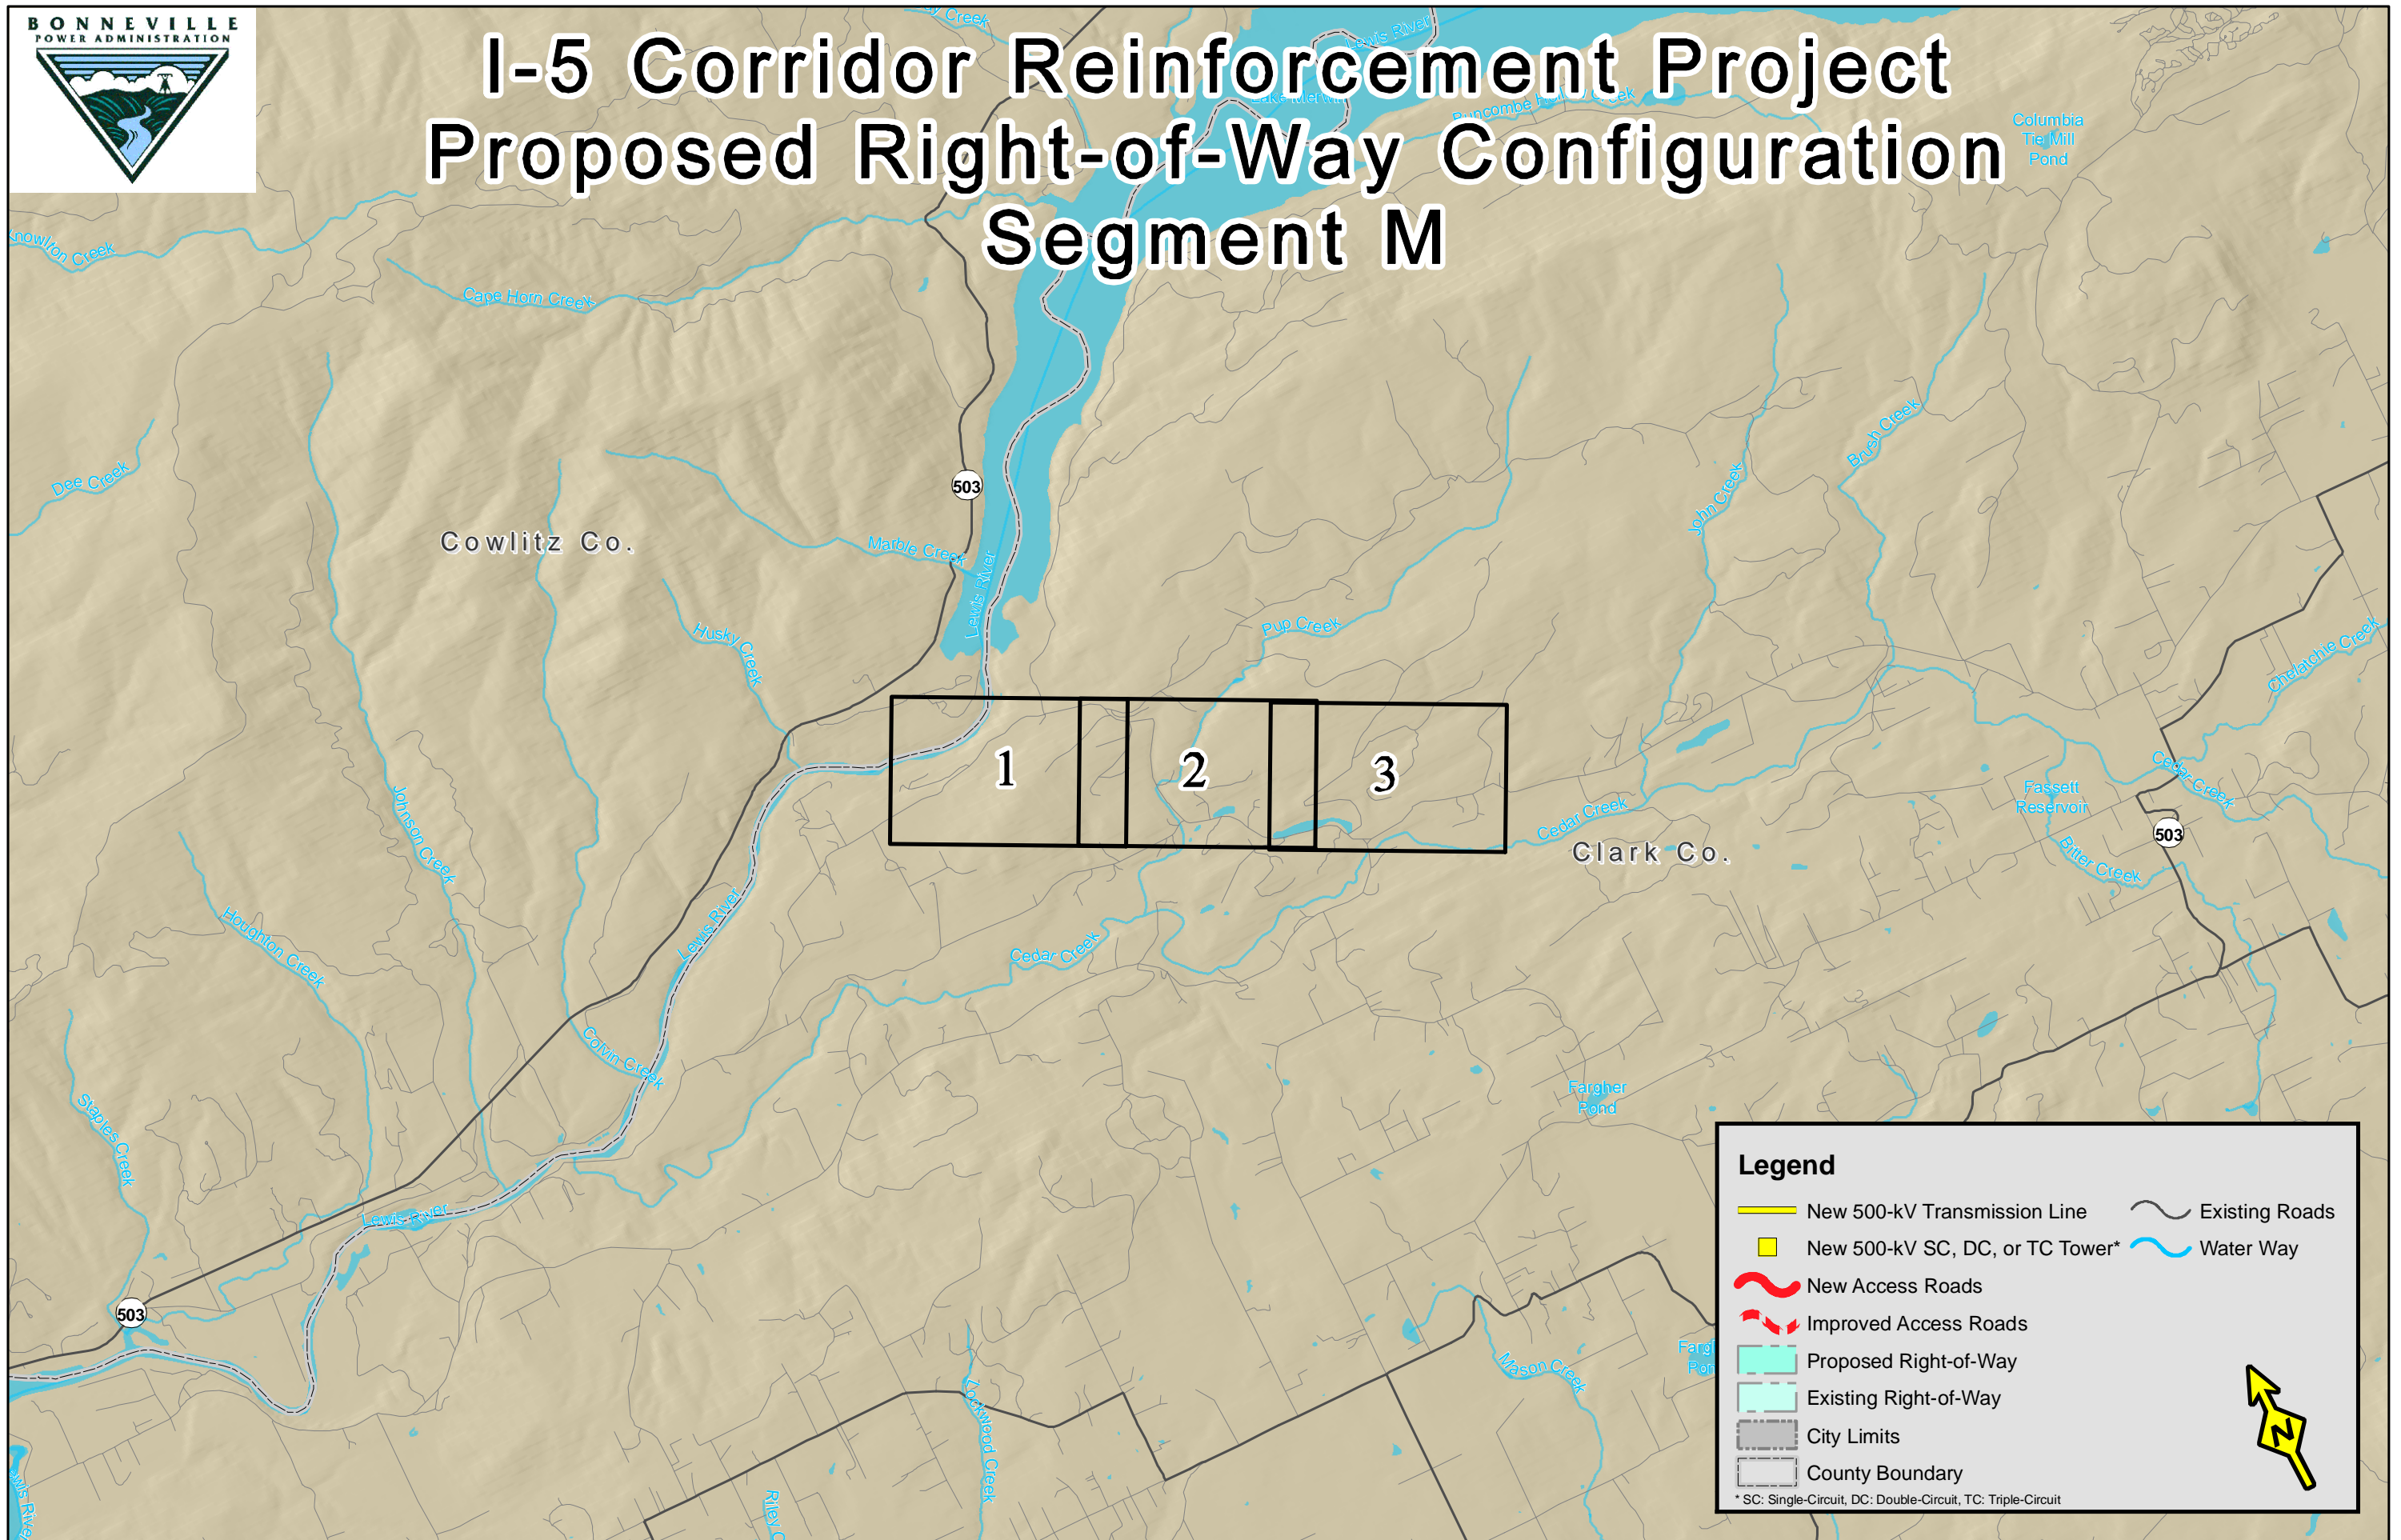 BONNEVILLE
POWER ADMINISTRATION
I-5 Corridor Reinforcement Project
Proposed Right-of-Way Configuration
Segment M
Lewis River
Columbia
Tie Mill
Pond
Knowlton Creek
Cape Horn Creek
Dee Creek
503
Cowlitz Co.
Marble Creek
Lewis River
Husky Creek
Pup Creek
John Creek
Brush Creek
Chelatchie Creek
1
2
3
Cedar Creek
Clark Co.
Fassett
Reservoir
Cedar Creek
503
Bitter Creek
Johnson Creek
Houghton Creek
Lewis River
Cedar Creek
Colvin Creek
Staples Creek
Fargher
Pond
Lewis River
503
Mason Creek
Lockwood Creek
Legend
New 500-kV Transmission Line
Existing Roads
New 500-kV SC, DC, or TC Tower*
Water Way
New Access Roads
Improved Access Roads
Proposed Right-of-Way
Existing Right-of-Way
City Limits
County Boundary
* SC: Single-Circuit, DC: Double-Circuit, TC: Triple-Circuit
N